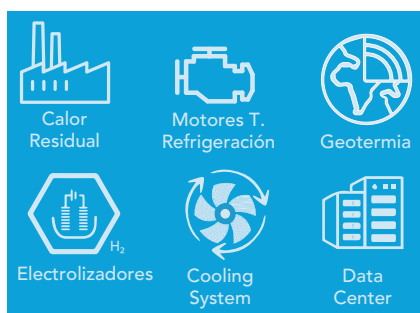 Calor
Residual
Motores T.
Refrigeración
Geotermia
H₂
Electrolizadores
Cooling
System
Data
Center